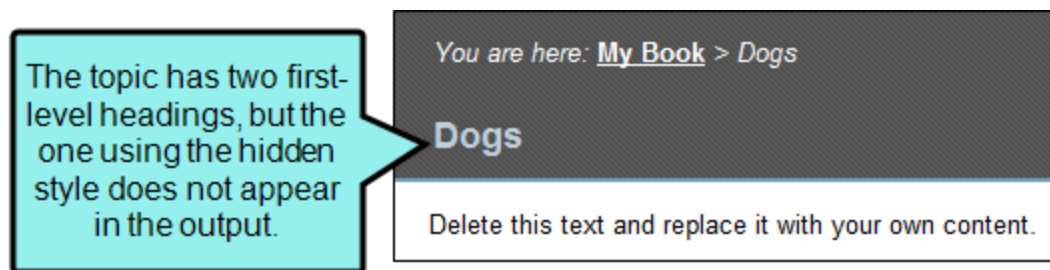 The topic has two first-
level headings, but the
one using the hidden
style does not appear
in the output.
You are here: My Book > Dogs
Dogs
Delete this text and replace it with your own content.